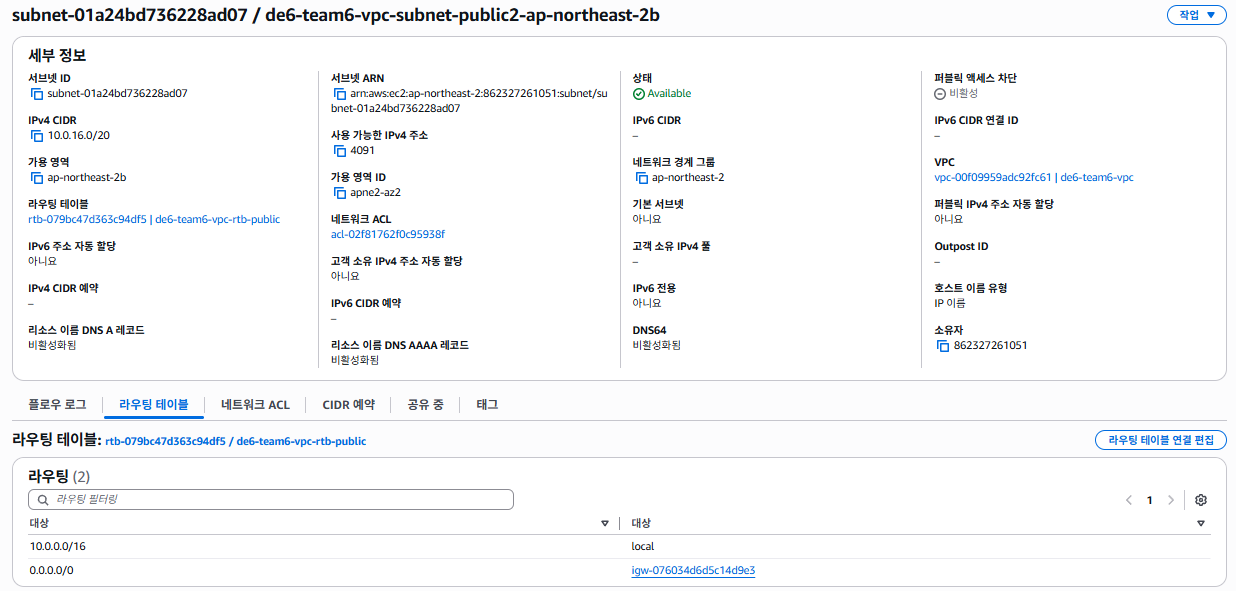 subnet-01a24bd736228ad07 / de6-team6-vpc-subnet-public2-ap-northeast-2b
작업
세부 정보
서브넷 ID
subnet-01a24bd736228ad07
IPv4 CIDR
10.0.16.0/20
가용 영역
ap-northeast-2b
라우팅 테이블
rtb-079bc47d363c94df5 | de6-team6-vpc-rtb-public
IPv6 주소 자동 할당
아니요
IPv4 CIDR 예약
–
리소스 이름 DNS A 레코드
비활성화됨
서브넷 ARN
arn:aws:ec2:ap-northeast-2:862327261051:subnet/su
bnet-01a24bd736228ad07
사용 가능한 IPv4 주소
4091
가용 영역 ID
apne2-az2
네트워크 ACL
acl-02f81762f0c95938f
고객 소유 IPv4 주소 자동 할당
아니요
IPv6 CIDR 예약
–
리소스 이름 DNS AAAA 레코드
비활성화됨
상태
Available
IPv6 CIDR
–
네트워크 경계 그룹
ap-northeast-2
기본 서브넷
아니요
고객 소유 IPv4 풀
–
IPv6 전용
아니요
DNS64
비활성화됨
퍼블릭 액세스 차단
비활성
IPv6 CIDR 연결 ID
–
VPC
vpc-00f09959adc92fc61 | de6-team6-vpc
퍼블릭 IPv4 주소 자동 할당
아니요
Outpost ID
–
호스트 이름 유형
IP 이름
소유자
862327261051
플로우 로그 라우팅 테이블 네트워크 ACL CIDR 예약 공유 중 태그
라우팅 테이블: rtb-079bc47d363c94df5 / de6-team6-vpc-rtb-public
라우팅 테이블 연결 편집
라우팅 (2)
라우팅 필터링
1
대상 대상
10.0.0.0/16 local
0.0.0.0/0 igw-076034d6d5c14d9e3